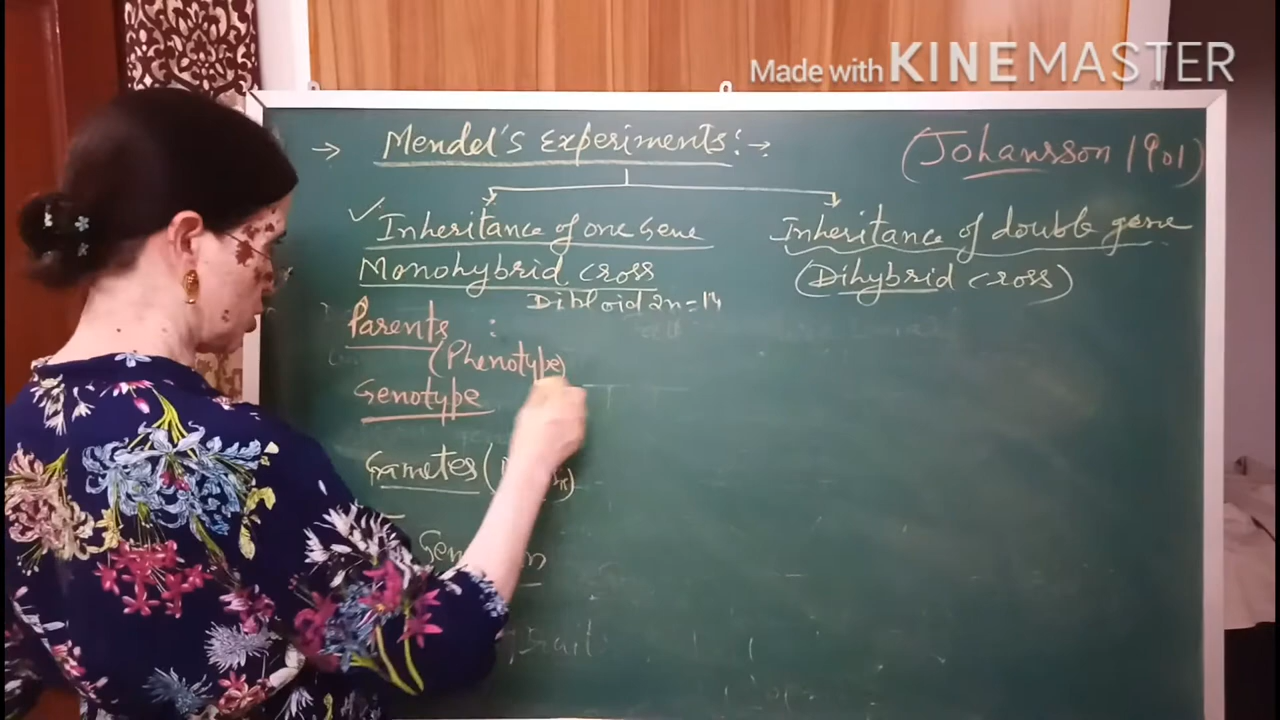 Made with KINEMASTER
→ Mendel's Experiments:→
(Johansson 1901)
✓ Inheritance of one Gene
Inheritance of double gene
Monohybrid cross
(Dihybrid cross)
Dibloid 2n=14
Parents :
(Phenotype)
Genotype
Gametes (